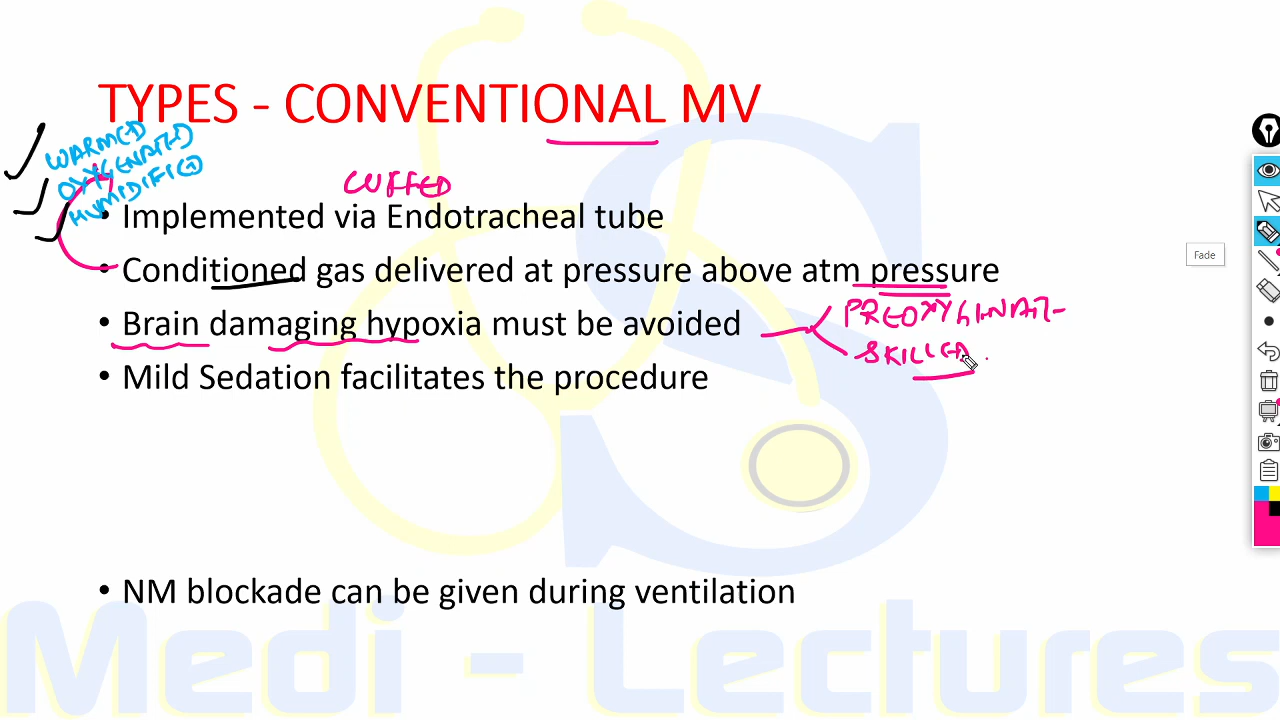 TYPES - CONVENTIONAL MV
WARMED
OXYGENATED
HUMIDIFIED
CUFFED
• Implemented via Endotracheal tube
• Conditioned gas delivered at pressure above atm pressure
• Brain damaging hypoxia must be avoided
PREOXYGENATE
SKILLED
• Mild Sedation facilitates the procedure
Fade
• NM blockade can be given during ventilation
Medi - Lectures